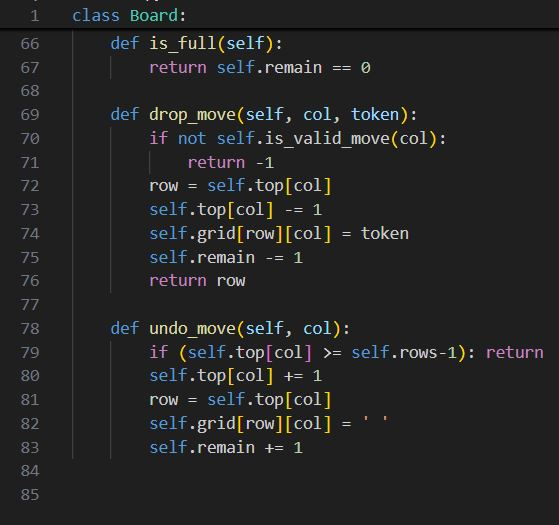 1 class Board:
66 def is_full(self):
67 return self.remain == 0
68
69 def drop_move(self, col, token):
70 if not self.is_valid_move(col):
71 return -1
72 row = self.top[col]
73 self.top[col] -= 1
74 self.grid[row][col] = token
75 self.remain -= 1
76 return row
77
78 def undo_move(self, col):
79 if (self.top[col] >= self.rows-1): return
80 self.top[col] += 1
81 row = self.top[col]
82 self.grid[row][col] = ' '
83 self.remain += 1
84
85